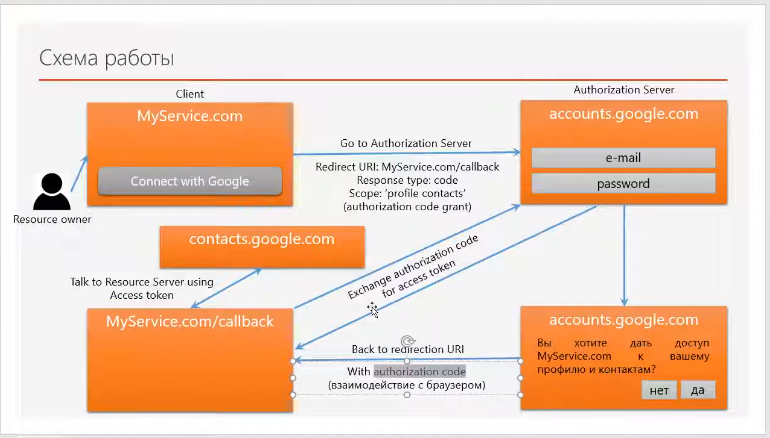 Схема работы
Client
Authorization Server
MyService.com
accounts.google.com
Go to Authorization Server
e-mail
Connect with Google
Redirect URI: MyService.com/callback
Response type: code
password
Scope: 'profile contacts'
(authorization code grant)
Resource owner
contacts.google.com
Exchange authorization code
for access token
Talk to Resource Server using
Access token
MyService.com/callback
accounts.google.com
Вы хотите дать доступ
MyService.com к вашему
профилю и контактам?
Back to redirection URI
With authorization code
(взаимодействие с браузером)
нет
да